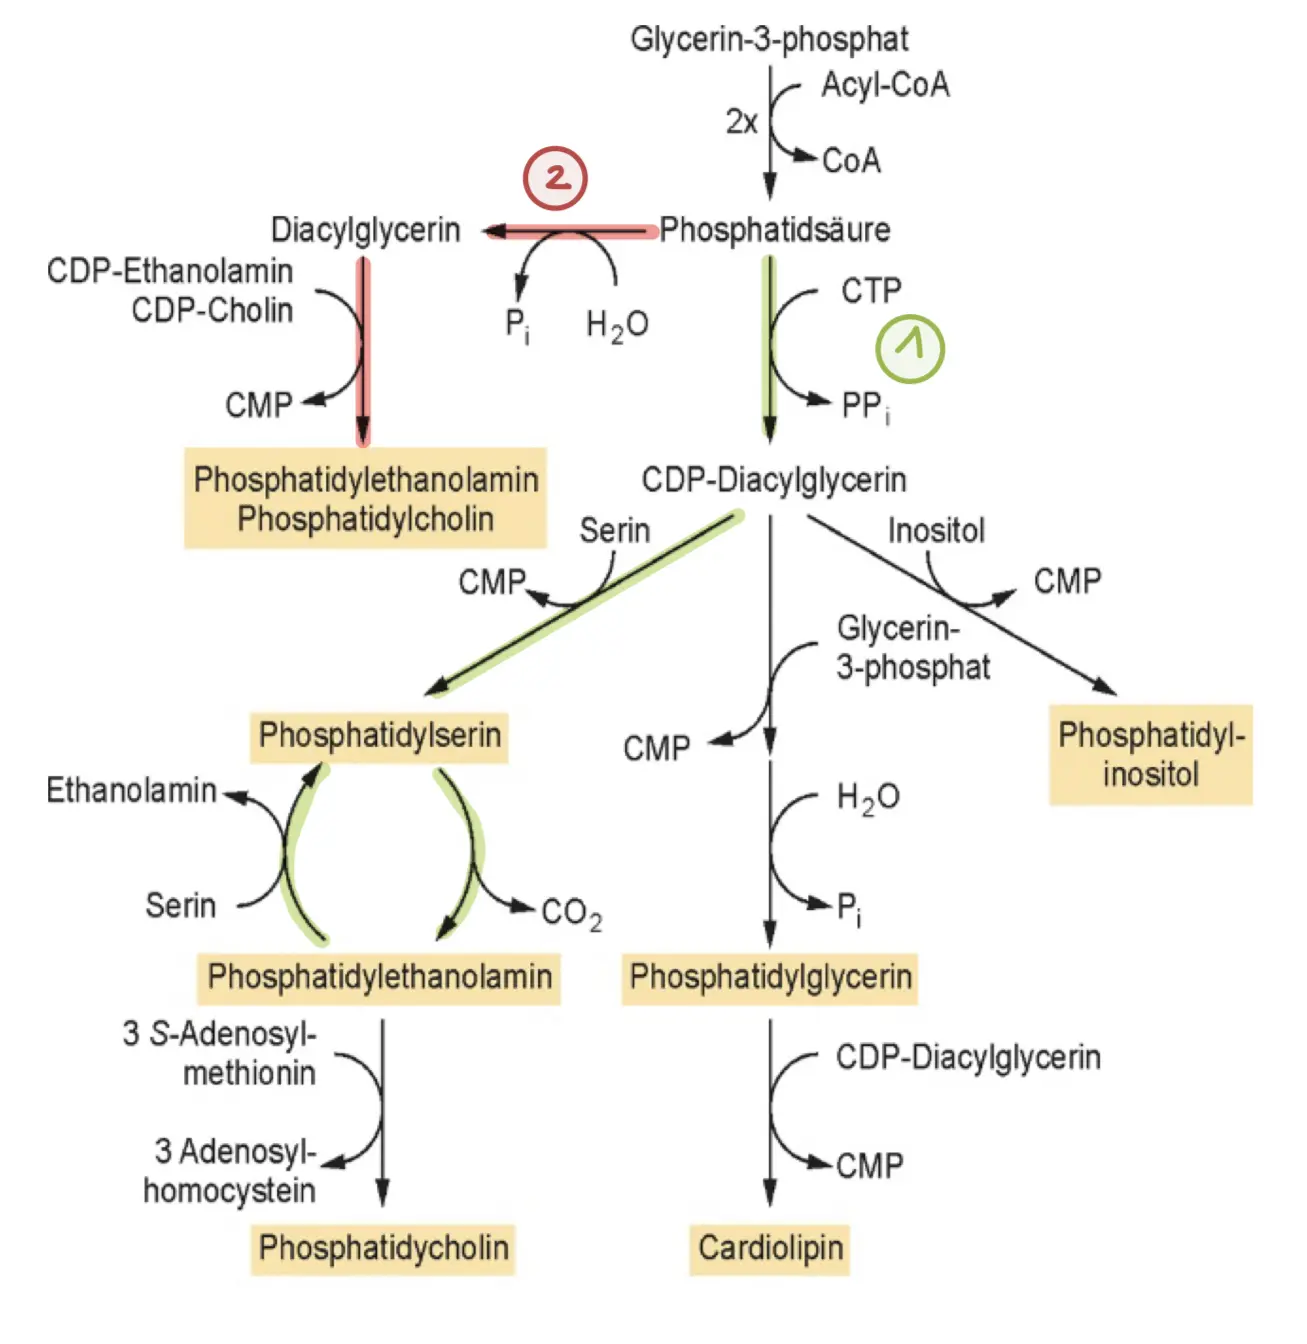 Glycerin-3-phosphat
Acyl-CoA
2x
CoA
2
Diacylglycerin
Phosphatidsäure
CDP-Ethanolamin
CDP-Cholin
CMP
Pi
H2O
CTP
1
PPi
Phosphatidylethanolamin
Phosphatidylcholin
CDP-Diacylglycerin
Serin
CMP
Inositol
CMP
Glycerin-
3-phosphat
CMP
Phosphatidylserin
Phosphatidyl-
inositol
Ethanolamin
Serin
CO2
H2O
Pi
Phosphatidylethanolamin
Phosphatidylglycerin
3 S-Adenosyl-
methionin
3 Adenosyl-
homocystein
CDP-Diacylglycerin
CMP
Phosphatidycholin
Cardiolipin